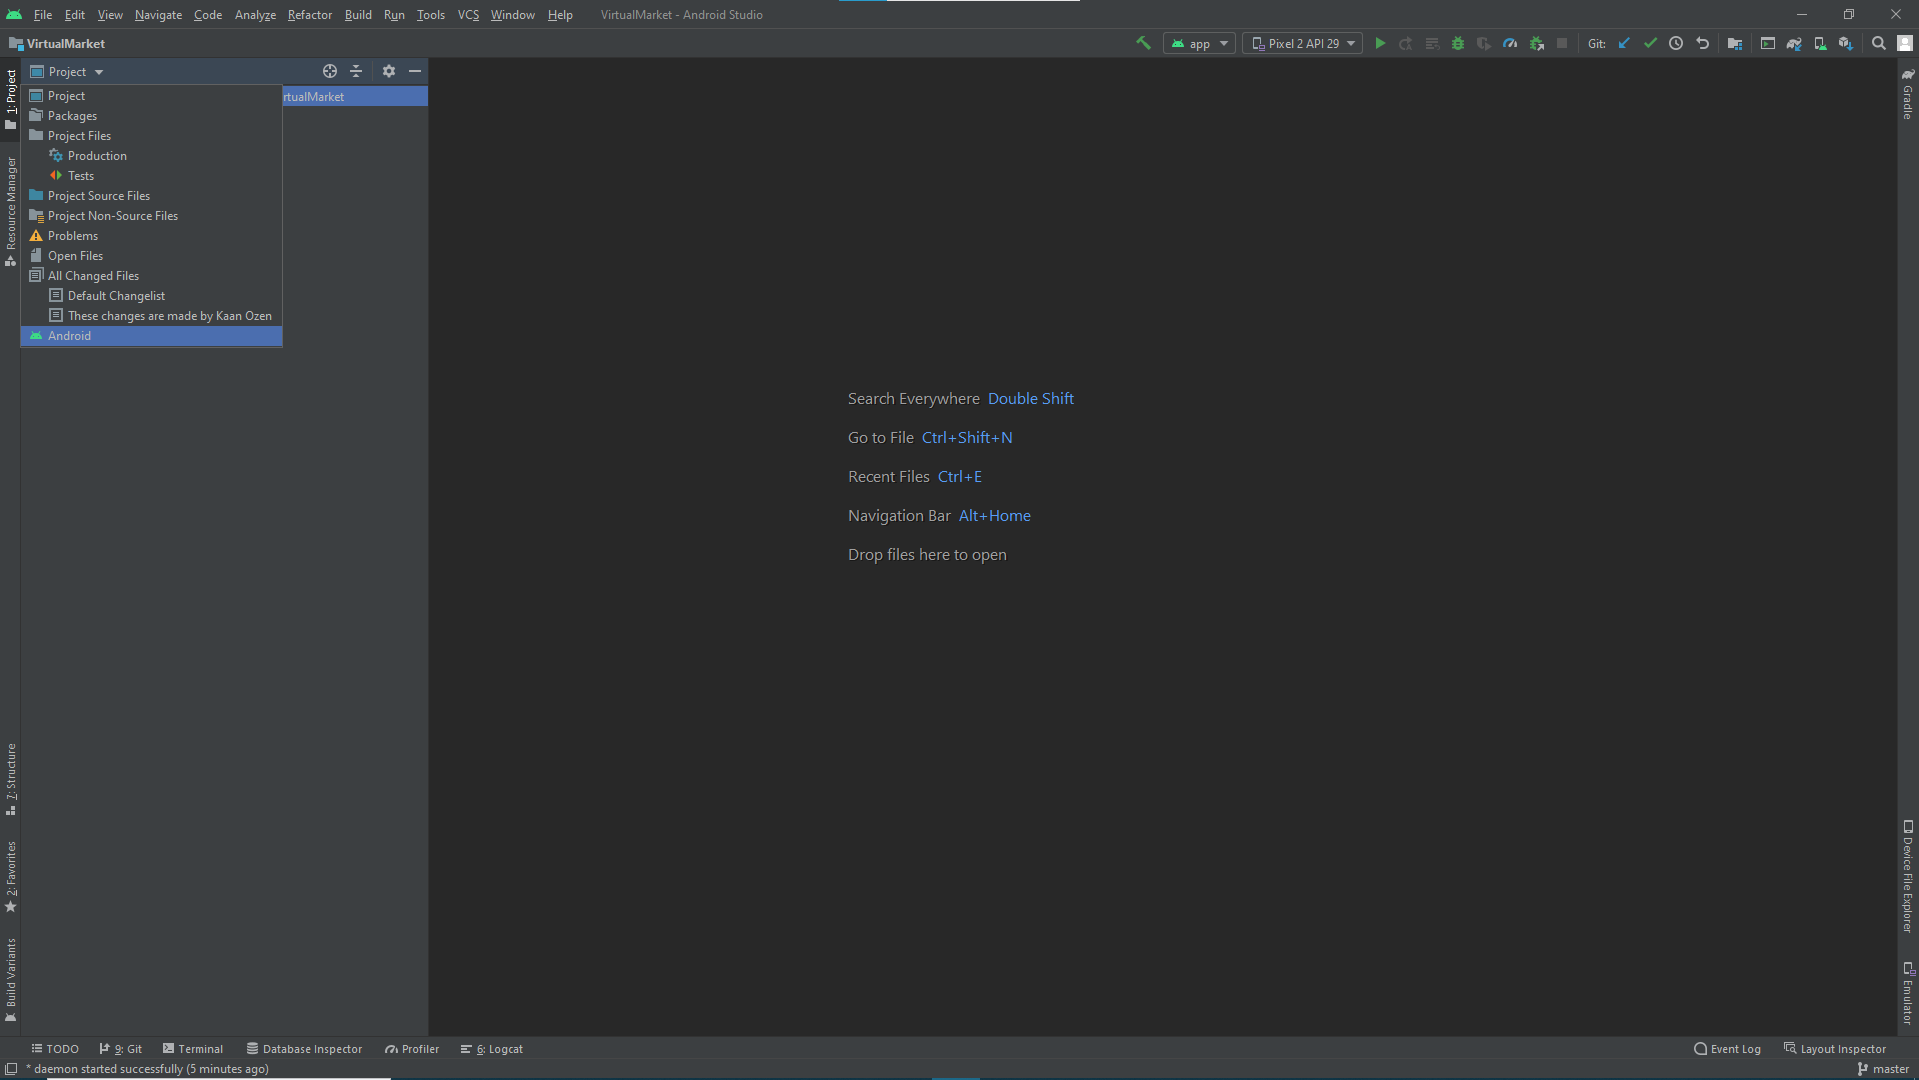 File Edit View Navigate Code Analyze Refactor Build Run Tools VCS Window Help VirtualMarket - Android Studio
VirtualMarket
app
Pixel 2 API 29
Git:
Project
rtualMarket
Project
Packages
Project Files
Production
Tests
Project Source Files
Project Non-Source Files
Problems
Open Files
All Changed Files
Default Changelist
These changes are made by Kaan Ozen
Android
1: Project
Resource Manager
7: Structure
2: Favorites
Build Variants
Search Everywhere Double Shift
Go to File Ctrl+Shift+N
Recent Files Ctrl+E
Navigation Bar Alt+Home
Drop files here to open
Gradle
Device File Explorer
Emulator
TODO 9: Git Terminal Database Inspector Profiler 6: Logcat Event Log Layout Inspector
* daemon started successfully (5 minutes ago) master